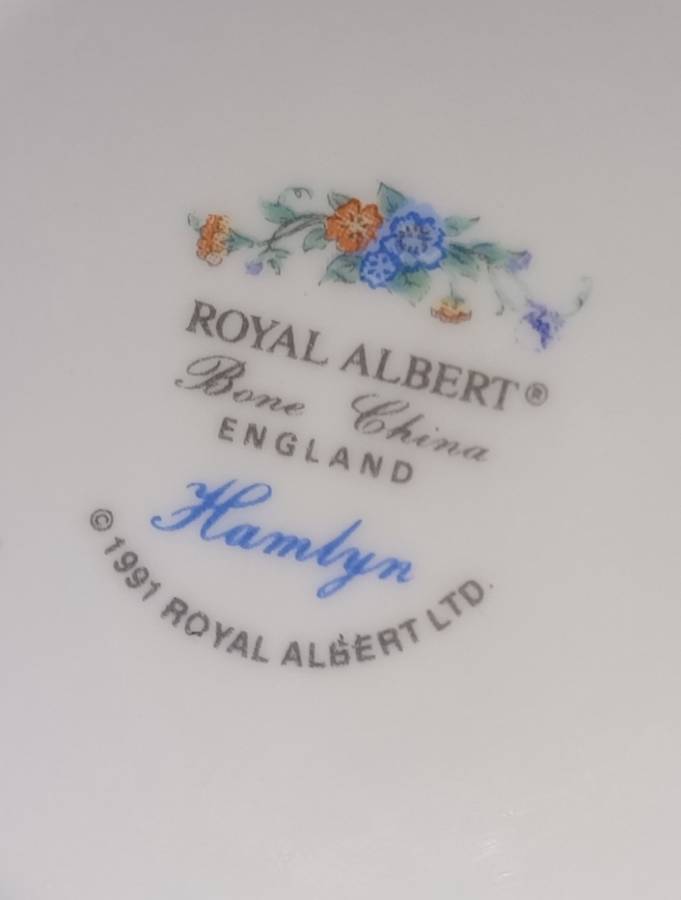 ROYAL ALBERT®
Bone China
ENGLAND
Hamlyn
© 1991 ROYAL ALBERT LTD.